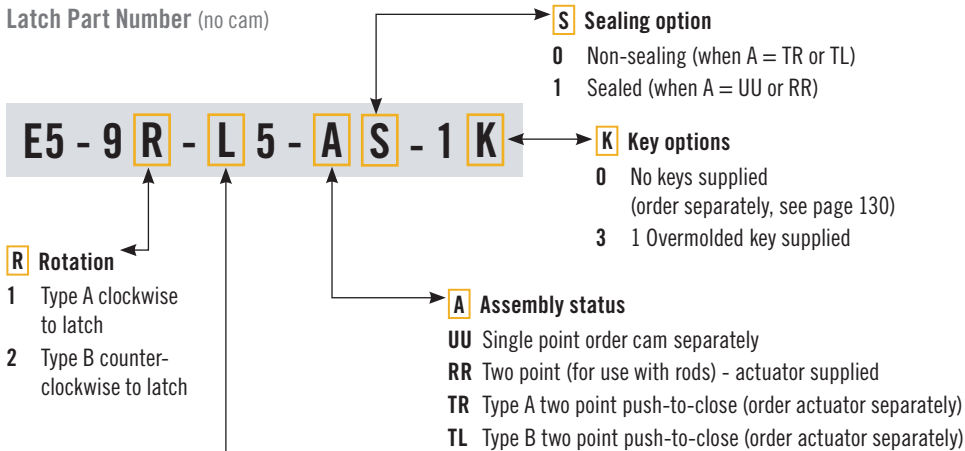 Latch Part Number (no cam)
S Sealing option
0 Non-sealing (when A = TR or TL)
1 Sealed (when A = UU or RR)
E5 - 9 R - L 5 - A S - 1 K
K Key options
0 No keys supplied
(order separately, see page 130)
3 1 Overmolded key supplied
R Rotation
1 Type A clockwise
to latch
2 Type B counter-
clockwise to latch
A Assembly status
UU Single point order cam separately
RR Two point (for use with rods) - actuator supplied
TR Type A two point push-to-close (order actuator separately)
TL Type B two point push-to-close (order actuator separately)